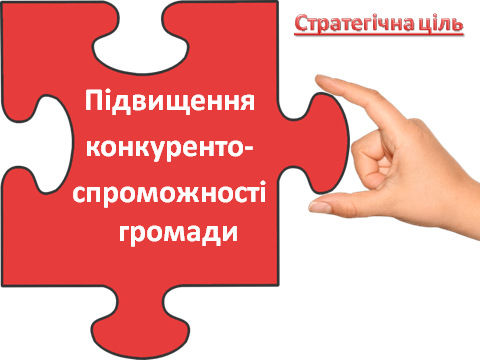 Стратегічна ціль
Підвищення
конкуренто-
спроможності
громади